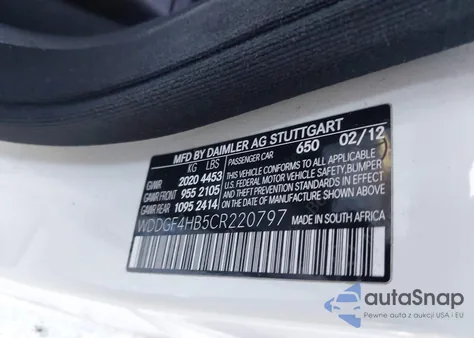 MFD BY DAIMLER AG STUTTGART
KG LBS PASSENGER CAR 650 02/12
GVWR 2020 4453 THIS VEHICLE CONFORMS TO ALL APPLICABLE
GAWR FRONT 955 2105 U.S. FEDERAL MOTOR VEHICLE SAFETY, BUMPER
GAWR REAR 1095 2414 AND THEFT PREVENTION STANDARDS IN
EFFECT ON THE DATE OF MANUFACTURE SHOWN ABOVE.
WDDGF4HB5CR220797 MADE IN SOUTH AFRICA
autoSnap
Pewne auta z aukcji USA i EU